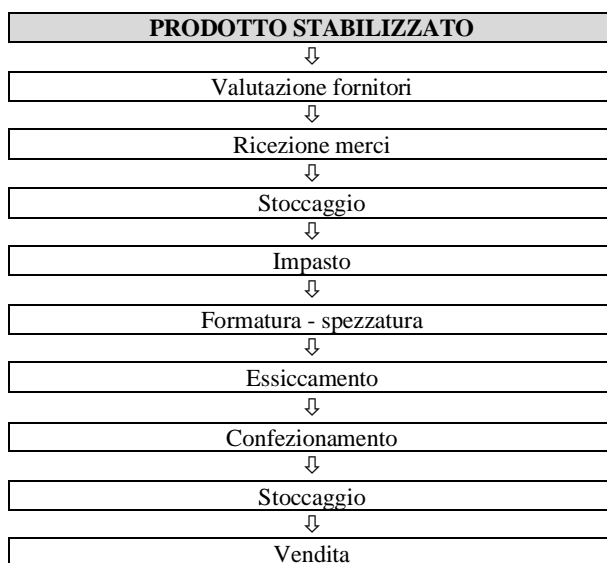 PRODOTTO STABILIZZATO
⇩
Valutazione fornitori
⇩
Ricezione merci
⇩
Stoccaggio
⇩
Impasto
⇩
Formatura - spezzatura
⇩
Essiccamento
⇩
Confezionamento
⇩
Stoccaggio
⇩
Vendita